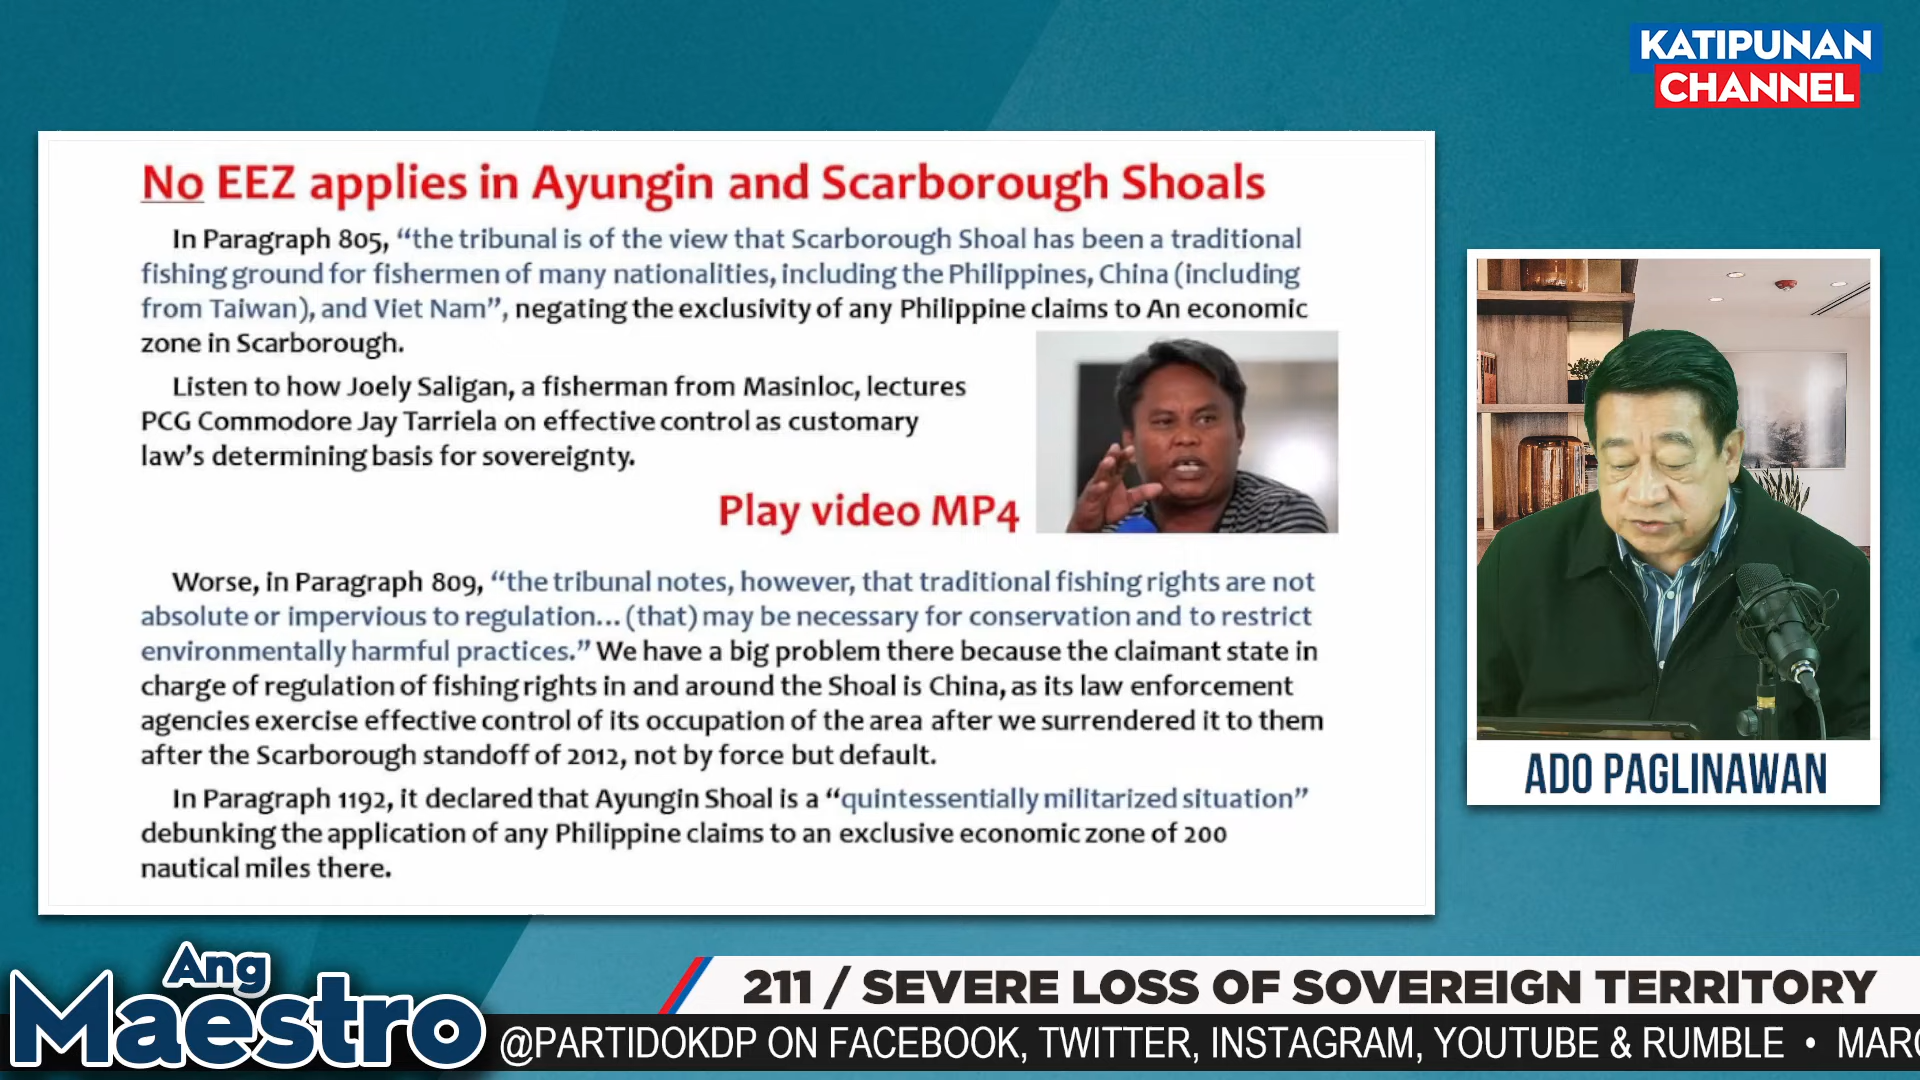 KATIPUNAN
CHANNEL
No EEZ applies in Ayungin and Scarborough Shoals
In Paragraph 805, “the tribunal is of the view that Scarborough Shoal has been a traditional
fishing ground for fishermen of many nationalities, including the Philippines, China (including
from Taiwan), and Viet Nam”, negating the exclusivity of any Philippine claims to An economic
zone in Scarborough.
Listen to how Joely Saligan, a fisherman from Masinloc, lectures
PCG Commodore Jay Tarriela on effective control as customary
law’s determining basis for sovereignty.
Play video MP4
Worse, in Paragraph 809, “the tribunal notes, however, that traditional fishing rights are not
absolute or impervious to regulation... (that) may be necessary for conservation and to restrict
environmentally harmful practices.” We have a big problem there because the claimant state in
charge of regulation of fishing rights in and around the Shoal is China, as its law enforcement
agencies exercise effective control of its occupation of the area after we surrendered it to them
after the Scarborough standoff of 2012, not by force but default.
In Paragraph 1192, it declared that Ayungin Shoal is a “quintessentially militarized situation”
debunking the application of any Philippine claims to an exclusive economic zone of 200
nautical miles there.
ADO PAGLINAWAN
Ang
Maestro
211 / SEVERE LOSS OF SOVEREIGN TERRITORY
@PARTIDOKDP ON FACEBOOK, TWITTER, INSTAGRAM, YOUTUBE & RUMBLE •